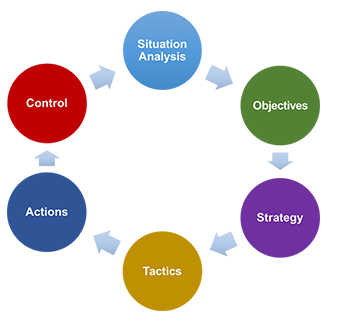 Situation
Analysis
Objectives
Strategy
Tactics
Actions
Control